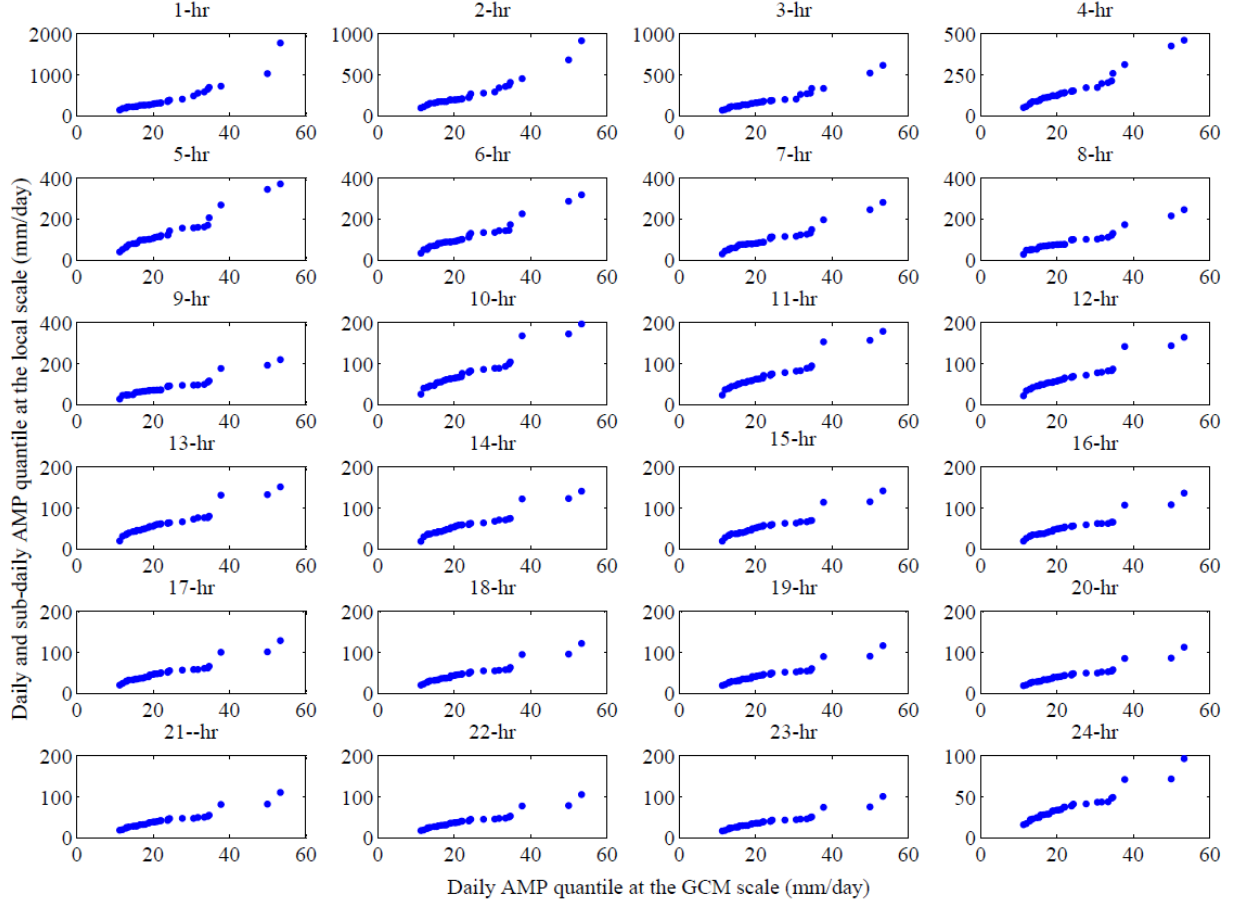 1-hr 2-hr 3-hr 4-hr
2000 1000 1000 500
1000 500 500 250
0 0 0 0
0 20 40 60 0 20 40 60 0 20 40 60 0 20 40 60
5-hr 6-hr 7-hr 8-hr
400 400 400 400
200 200 200 200
0 0 0 0
0 20 40 60 0 20 40 60 0 20 40 60 0 20 40 60
9-hr 10-hr 11-hr 12-hr
400 200 200 200
200 100 100 100
0 0 0 0
0 20 40 60 0 20 40 60 0 20 40 60 0 20 40 60
13-hr 14-hr 15-hr 16-hr
200 200 200 200
100 100 100 100
0 0 0 0
0 20 40 60 0 20 40 60 0 20 40 60 0 20 40 60
17-hr 18-hr 19-hr 20-hr
200 200 200 200
100 100 100 100
0 0 0 0
0 20 40 60 0 20 40 60 0 20 40 60 0 20 40 60
21--hr 22-hr 23-hr 24-hr
200 200 200 100
100 100 100 50
0 0 0 0
0 20 40 60 0 20 40 60 0 20 40 60 0 20 40 60
Daily and sub-daily AMP quantile at the local scale (mm/day)
Daily AMP quantile at the GCM scale (mm/day)